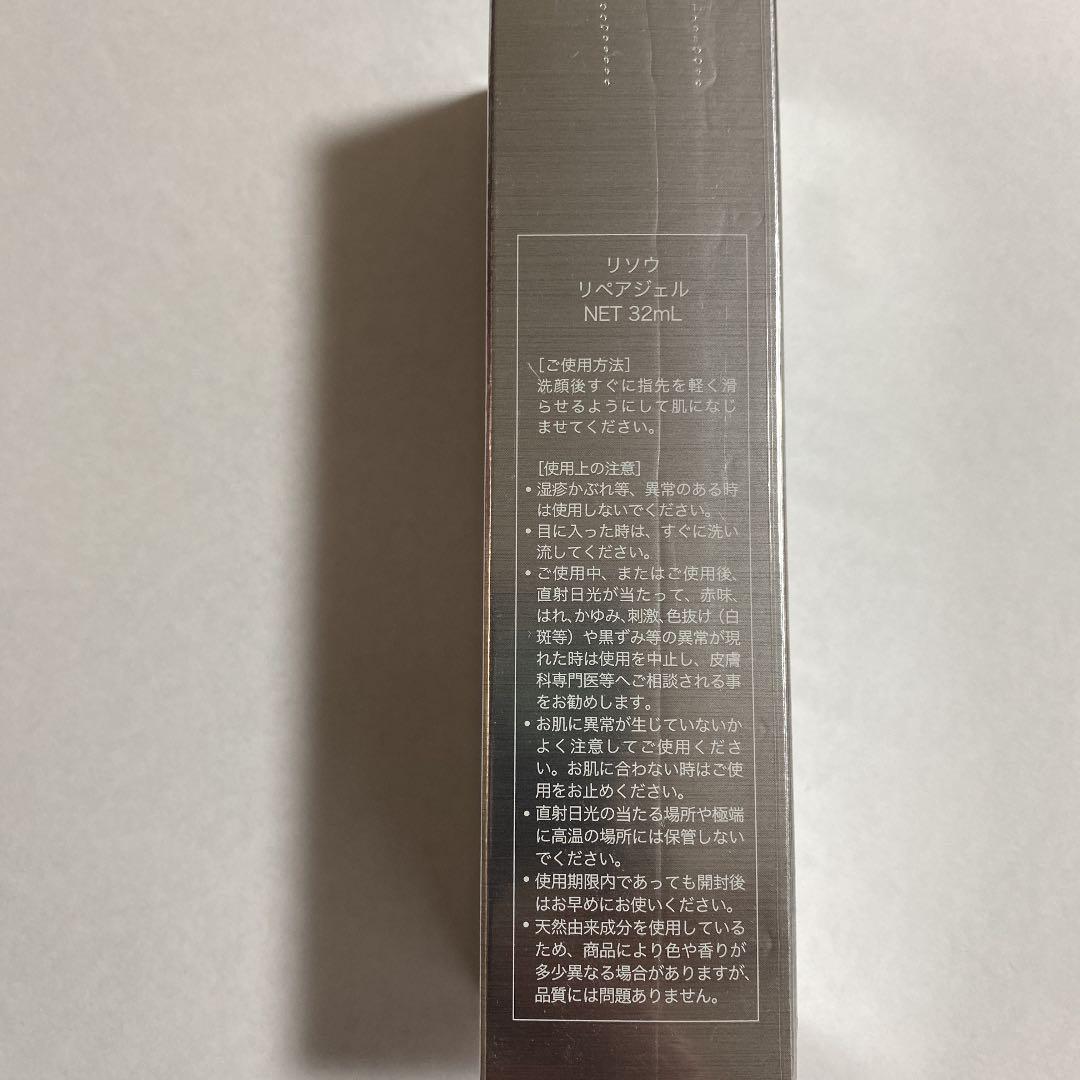 リソウ
リペアジェル
NET 32mL
［ご使用方法］
洗顔後すぐに指先を軽く滑
らせるようにして肌になじ
ませてください。
［使用上の注意］
•湿疹かぶれ等、異常のある時
は使用しないでください。
•目に入った時は、すぐに洗い
流してください。
•ご使用中、またはご使用後、
直射日光が当たって、赤味、
はれ、かゆみ、刺激、色抜け（白
斑等）や黒ずみ等の異常が現
れた時は使用を中止し、皮膚
科専門医等へご相談される事
をお勧めします。
•お肌に異常が生じていないか
よく注意してご使用くださ
い。お肌に合わない時はご使
用をお止めください。
•直射日光の当たる場所や極端
に高温の場所には保管しない
でください。
•使用期限内であっても開封後
はお早めにお使いください。
•天然由来成分を使用している
ため、商品により色や香りが
多少異なる場合がありますが、
品質には問題ありません。